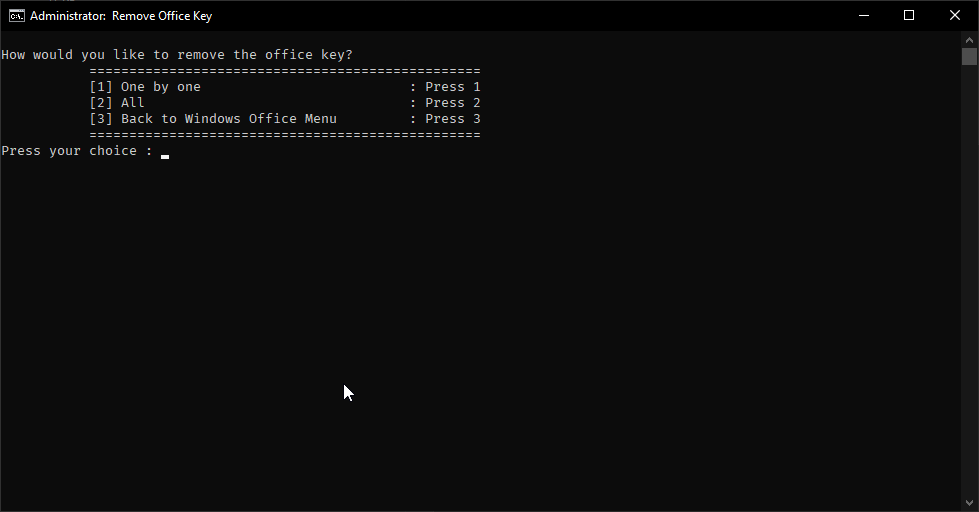 Administrator: Remove Office Key
How would you like to remove the office key?
=================================================
[1] One by one : Press 1
[2] All : Press 2
[3] Back to Windows Office Menu : Press 3
=================================================
Press your choice :